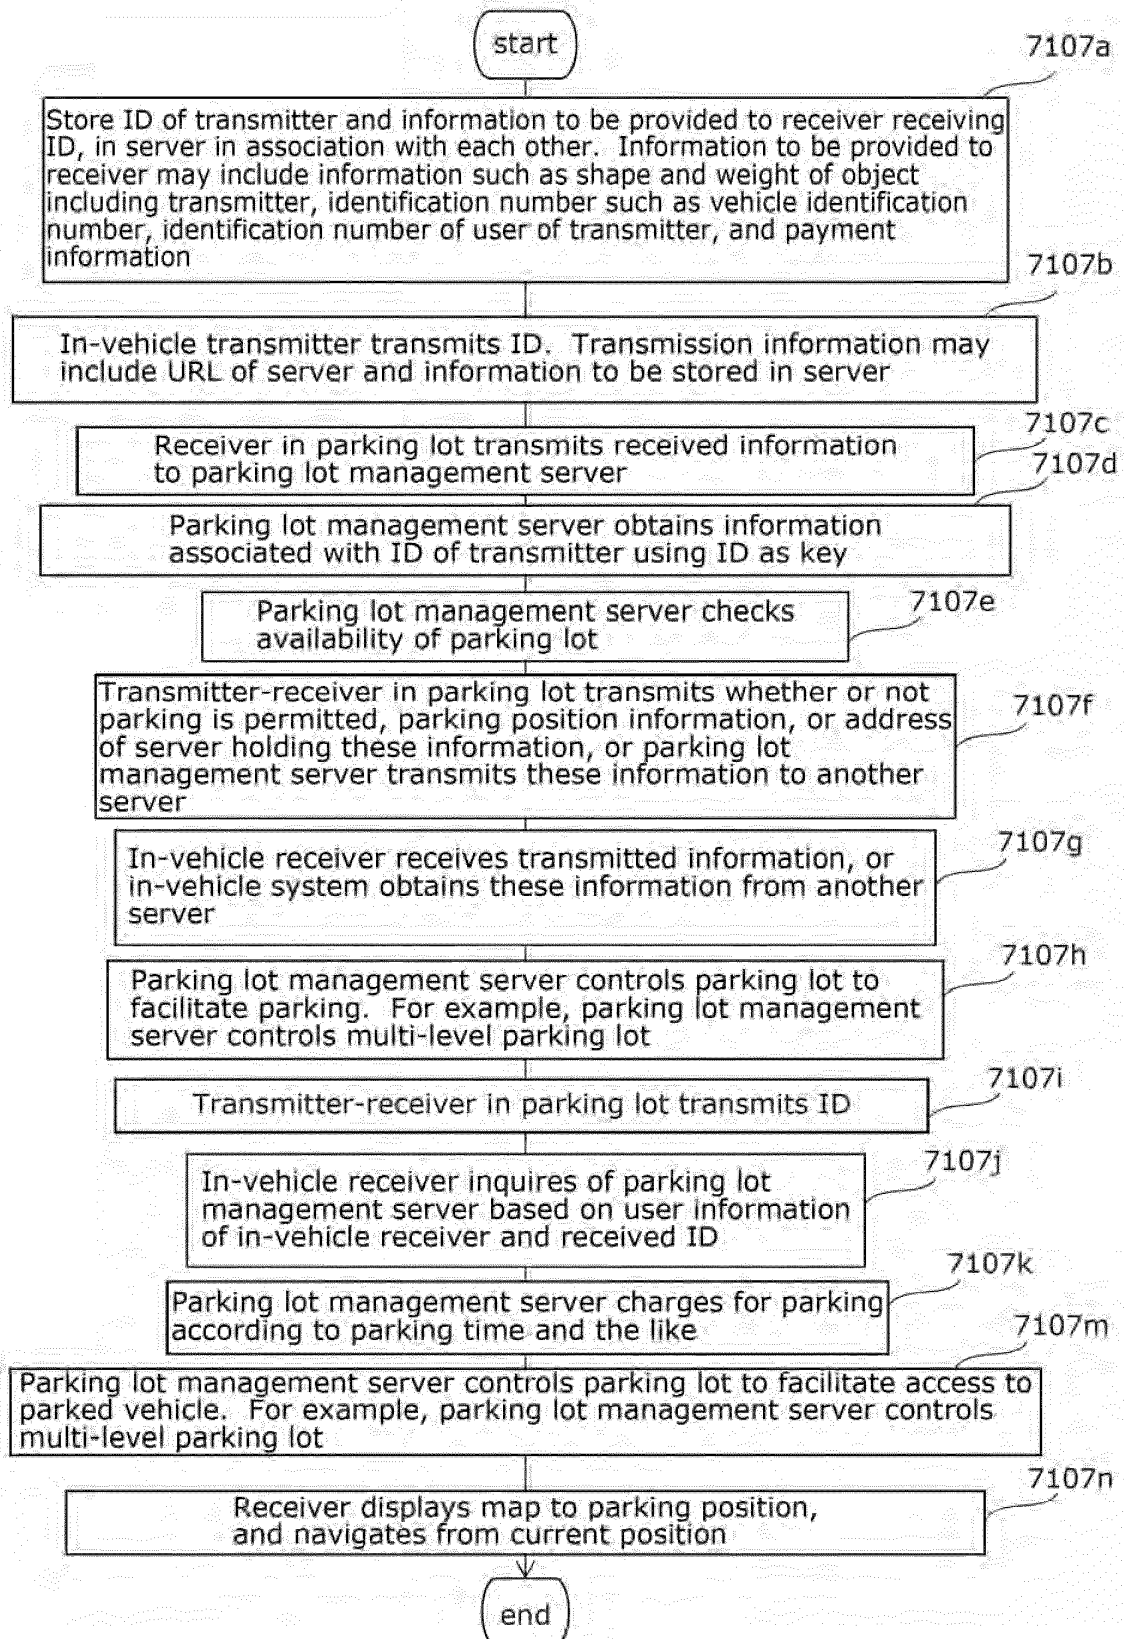 start
7107a
Store ID of transmitter and information to be provided to receiver receiving
ID, in server in association with each other. Information to be provided to
receiver may include information such as shape and weight of object
including transmitter, identification number such as vehicle identification
number, identification number of user of transmitter, and payment
information
7107b
In-vehicle transmitter transmits ID. Transmission information may
include URL of server and information to be stored in server
7107c
Receiver in parking lot transmits received information
to parking lot management server
7107d
Parking lot management server obtains information
associated with ID of transmitter using ID as key
7107e
Parking lot management server checks
availability of parking lot
7107f
Transmitter-receiver in parking lot transmits whether or not
parking is permitted, parking position information, or address
of server holding these information, or parking lot
management server transmits these information to another
server
7107g
In-vehicle receiver receives transmitted information, or
in-vehicle system obtains these information from another
server
7107h
Parking lot management server controls parking lot to
facilitate parking. For example, parking lot management
server controls multi-level parking lot
7107i
Transmitter-receiver in parking lot transmits ID
7107j
In-vehicle receiver inquires of parking lot
management server based on user information
of in-vehicle receiver and received ID
7107k
Parking lot management server charges for parking
according to parking time and the like
7107m
Parking lot management server controls parking lot to facilitate access to
parked vehicle. For example, parking lot management server controls
multi-level parking lot
7107n
Receiver displays map to parking position,
and navigates from current position
end